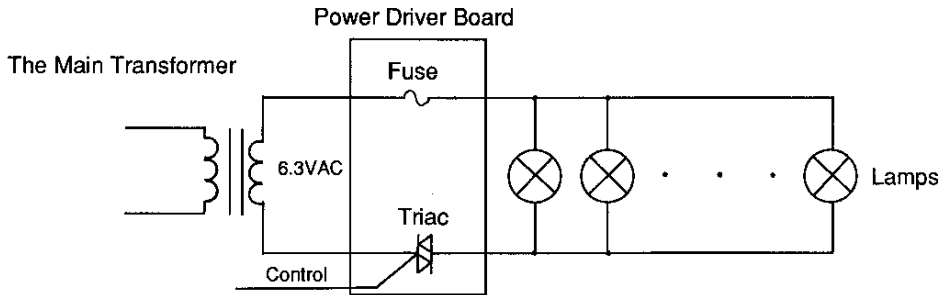 Power Driver Board
The Main Transformer
Fuse
6.3VAC
Lamps
Triac
Control